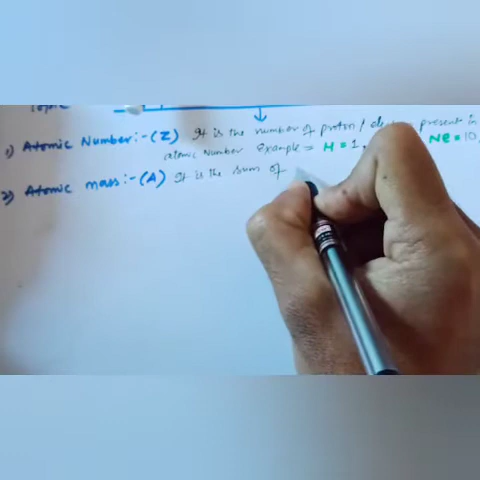 Topic
1) Atomic Number:-(Z) It is the number of proton / present in
atomic Number Example = H = 1, Ne = 10,
2) Atomic mass:-(A) It is the sum of